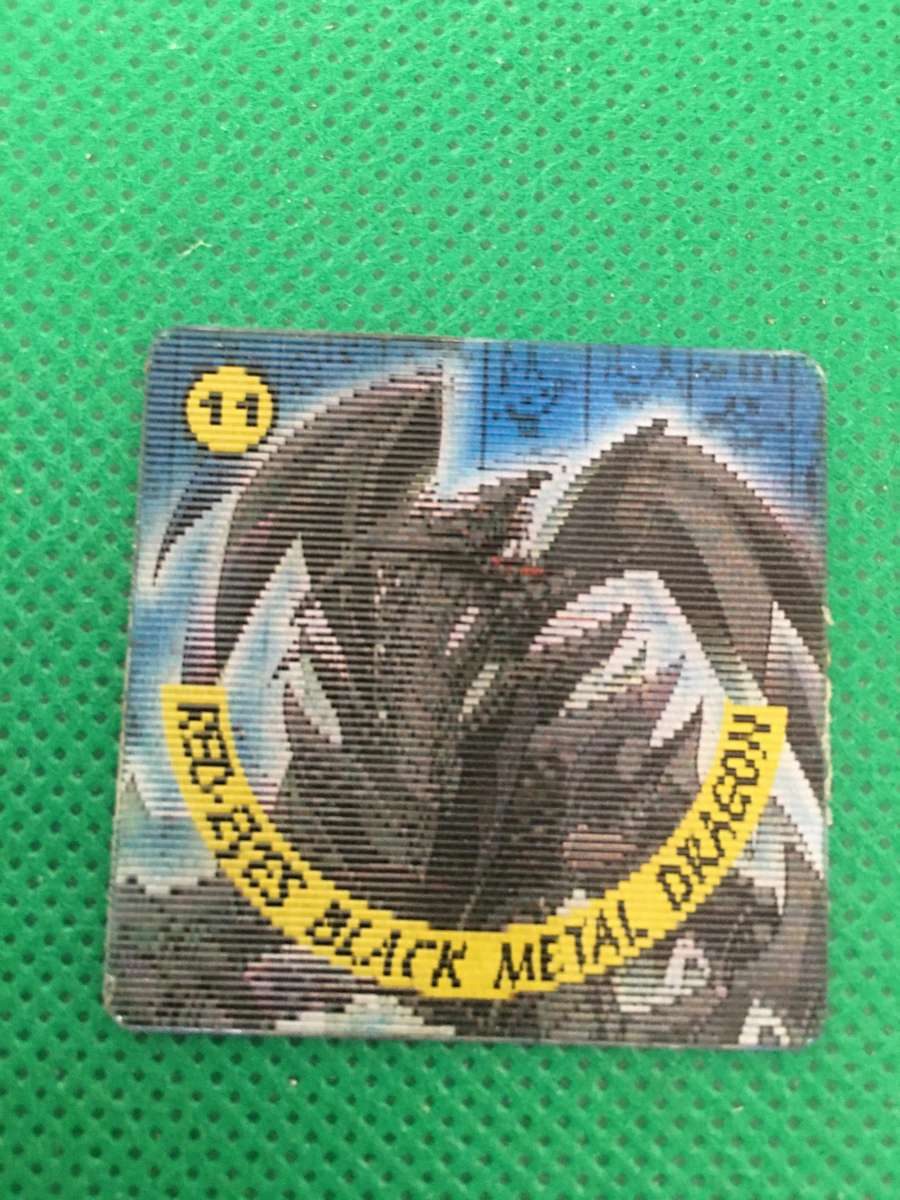 11
RED-EYES BLACK METAL DRAGON